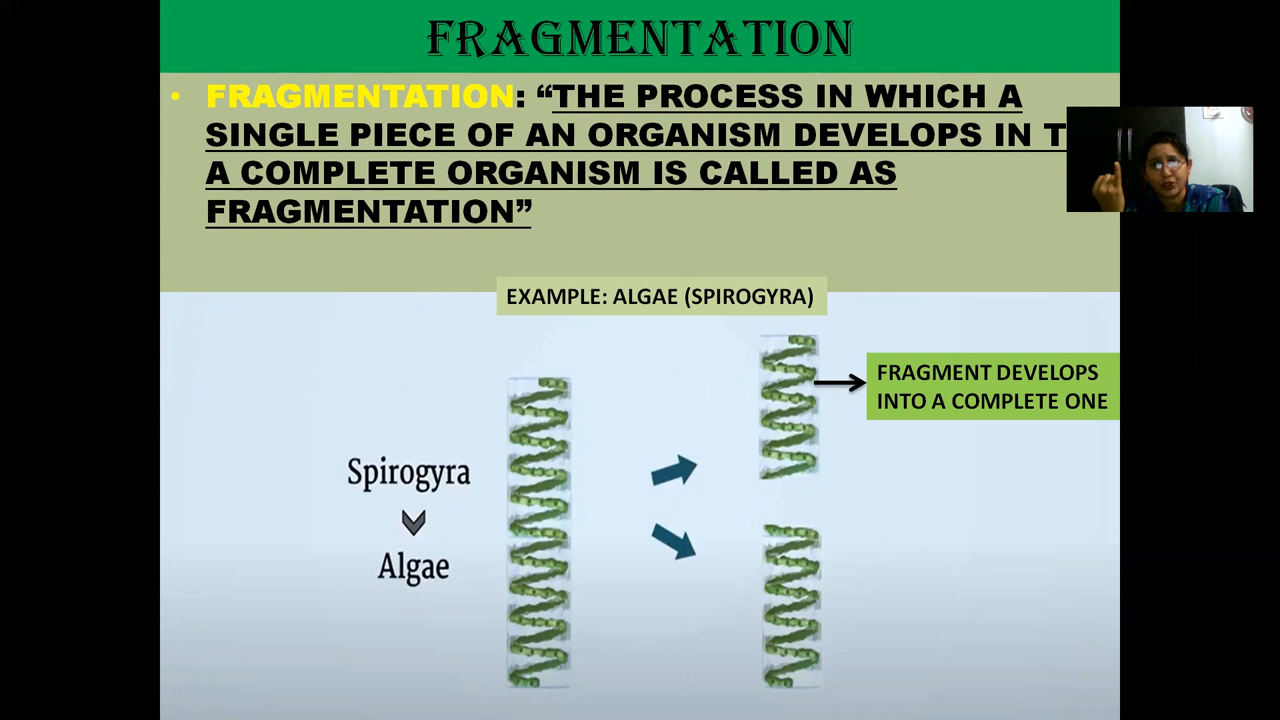 FRAGMENTATION
• FRAGMENTATION: “THE PROCESS IN WHICH A
SINGLE PIECE OF AN ORGANISM DEVELOPS IN T
A COMPLETE ORGANISM IS CALLED AS
FRAGMENTATION”
EXAMPLE: ALGAE (SPIROGYRA)
FRAGMENT DEVELOPS
INTO A COMPLETE ONE
Spirogyra
Algae